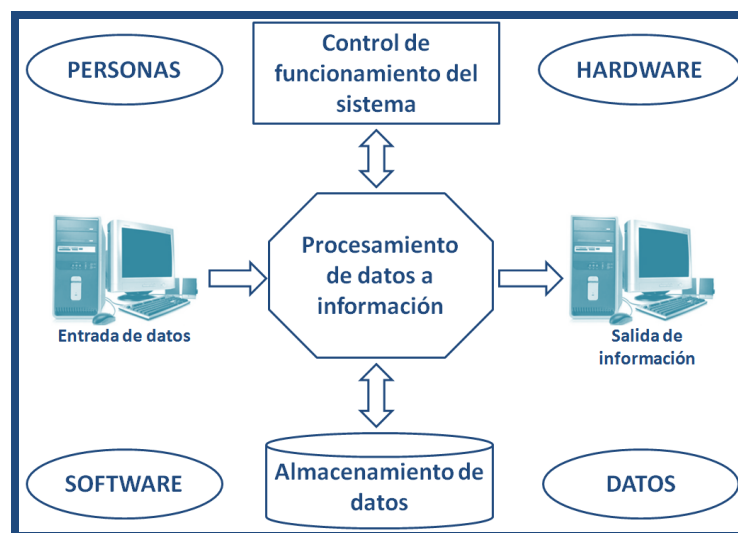 PERSONAS
Control de
funcionamiento del
sistema
HARDWARE
Entrada de datos
Procesamiento
de datos a
información
Salida de
información
SOFTWARE
Almacenamiento de
datos
DATOS